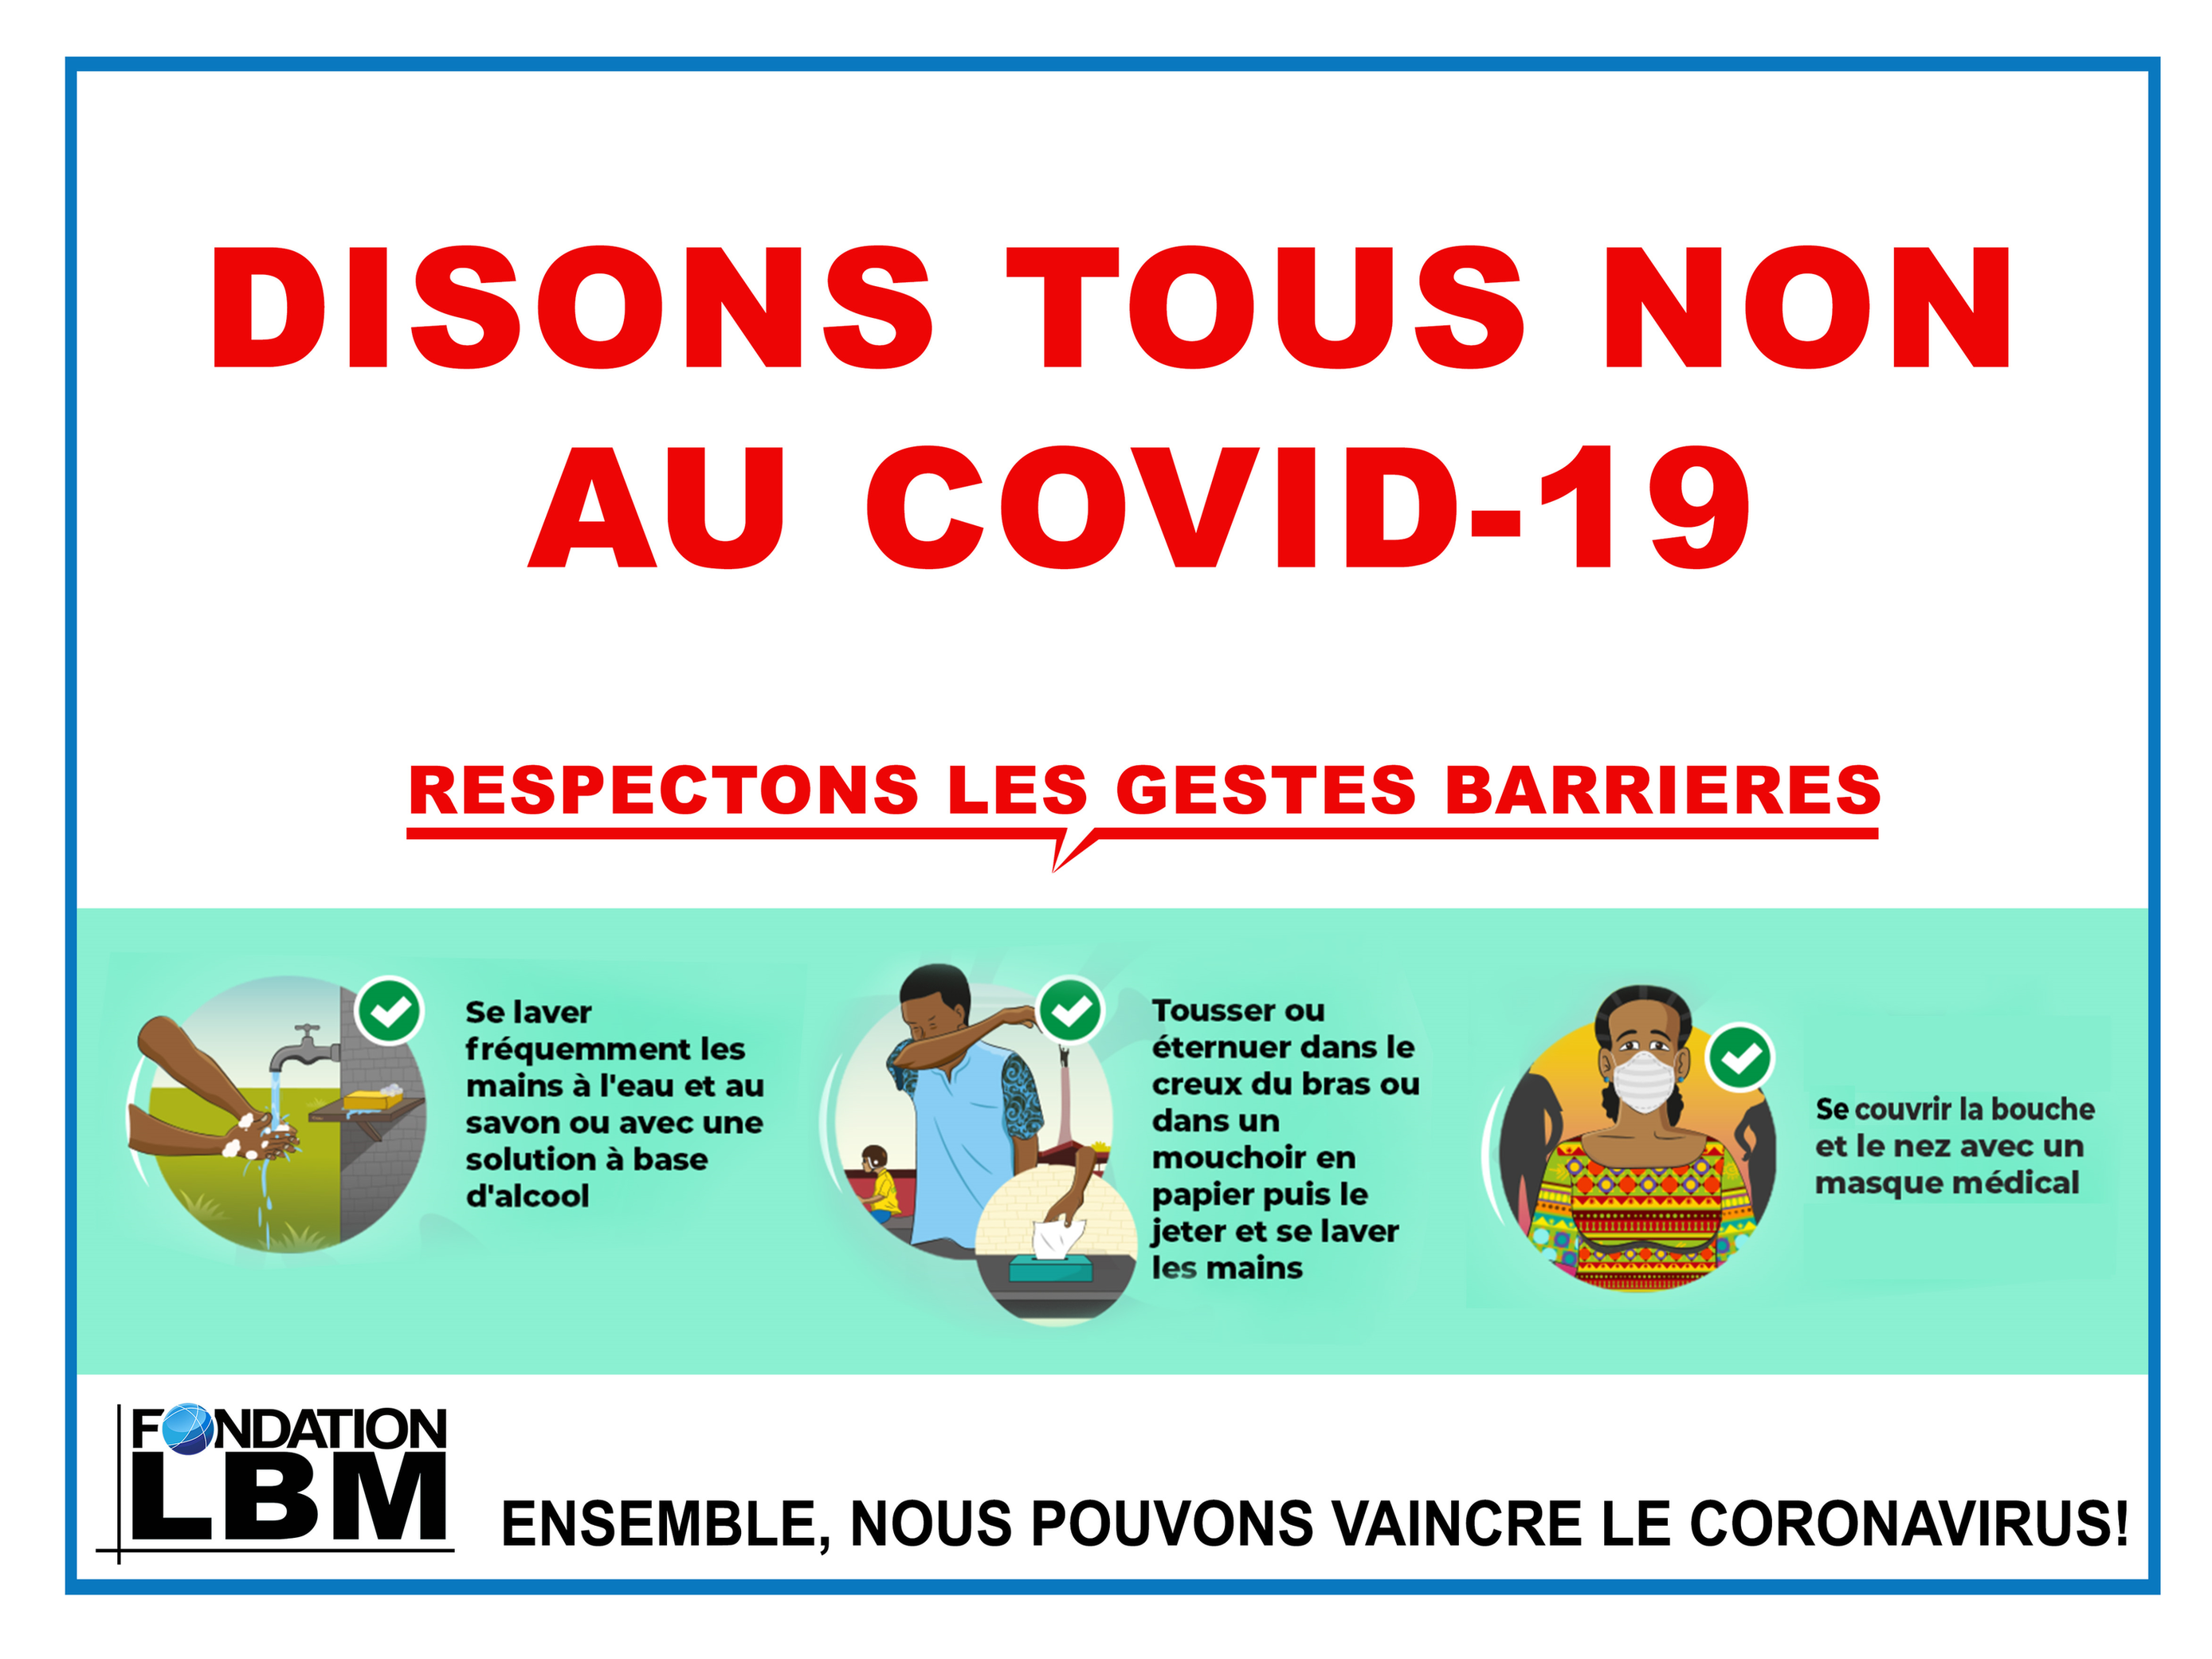 DISONS TOUS NON
AU COVID-19
RESPECTONS LES GESTES BARRIERES
Se laver
fréquemment les
mains à l'eau et au
savon ou avec une
solution à base
d'alcool
Tousser ou
éternuer dans le
creux du bras ou
dans un
mouchoir en
papier puis le
jeter et se laver
les mains
Se couvrir la bouche
et le nez avec un
masque médical
FONDATION
LBM
ENSEMBLE, NOUS POUVONS VAINCRE LE CORONAVIRUS!